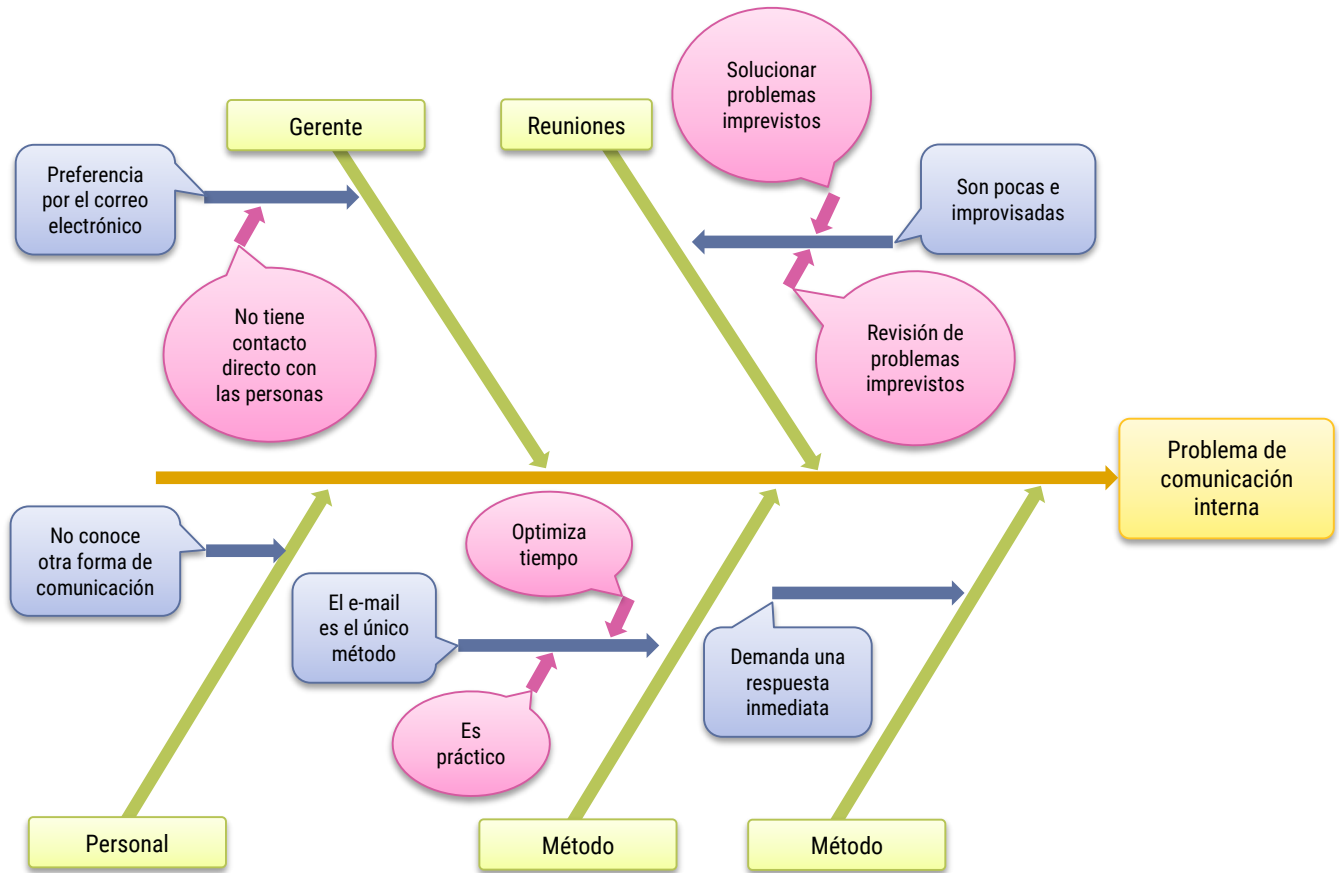 Solucionar
problemas
imprevistos
Gerente
Reuniones
Preferencia
por el correo
electrónico
Son pocas e
improvisadas
No tiene
contacto
directo con
las personas
Revisión de
problemas
imprevistos
Problema de
comunicación
interna
No conoce
otra forma de
comunicación
Optimiza
tiempo
El e-mail
es el único
método
Demanda una
respuesta
inmediata
Es
práctico
Personal
Método
Método